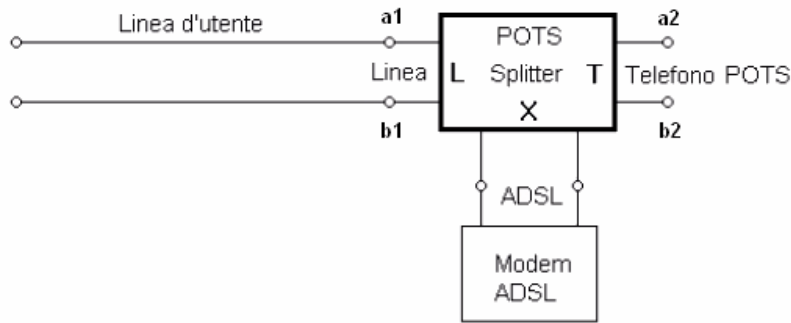 a1
a2
Linea d'utente
POTS
Linea L Splitter T Telefono POTS
X
b1
b2
ADSL
Modem
ADSL